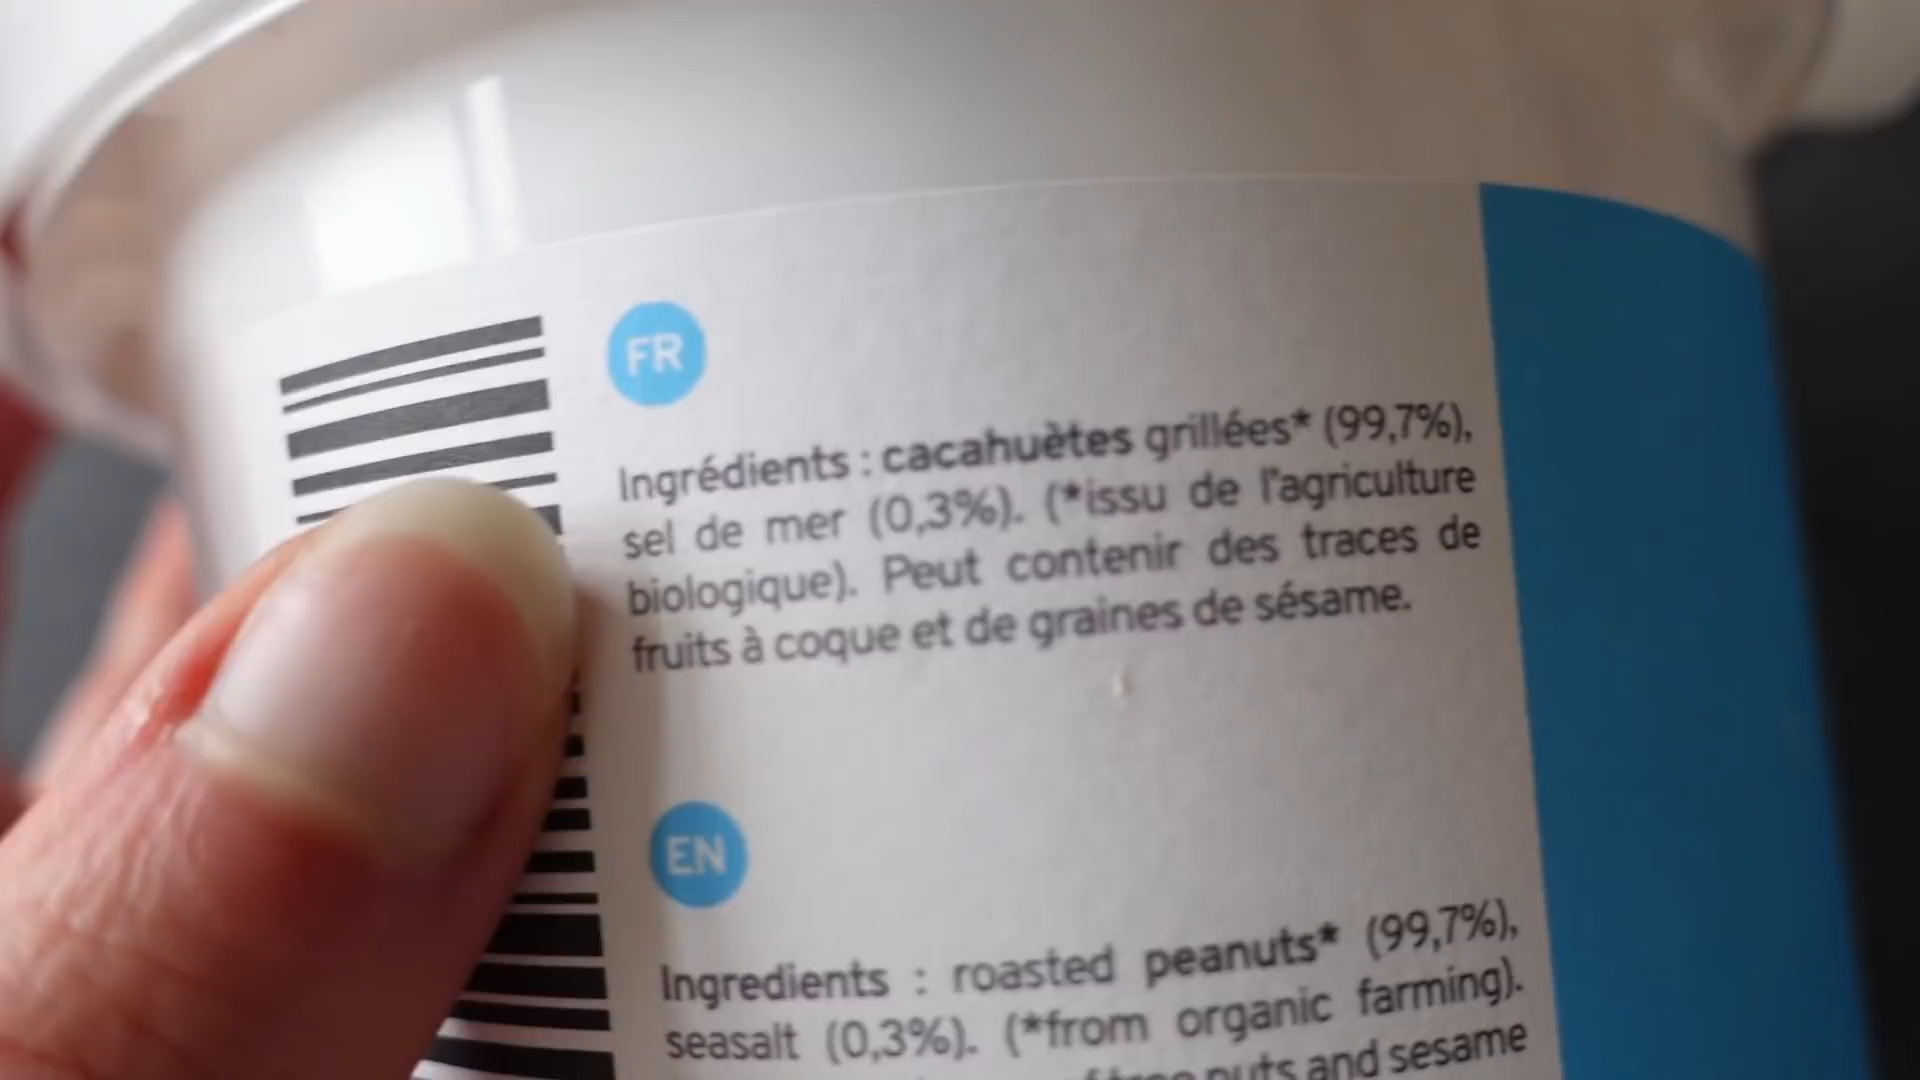 FR
Ingrédients : cacahuètes grillées* (99,7%),
sel de mer (0,3%). (*issu de l'agriculture
biologique). Peut contenir des traces de
fruits à coque et de graines de sésame.
EN
Ingredients : roasted peanuts* (99,7%),
seasalt (0,3%). (*from organic farming).
nuts and sesame